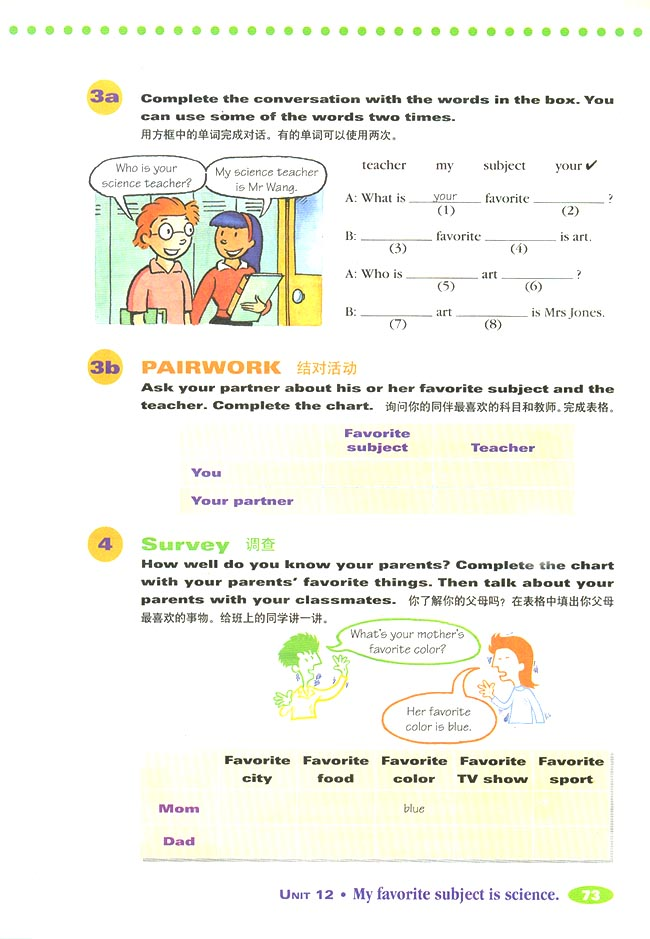 3a
Complete the conversation with the words in the box. You
can use some of the words two times.
用方框中的单词完成对话。有的单词可以使用两次。
Who is your
science teacher?
My science teacher
is Mr Wang.
teacher my subject your ✔
A: What is your favorite ________ ?
(1) (2)
B: ________ favorite ________ is art.
(3) (4)
A: Who is ________ art ________ ?
(5) (6)
B: ________ art ________ is Mrs Jones.
(7) (8)
3b
PAIRWORK 结对活动
Ask your partner about his or her favorite subject and the
teacher. Complete the chart. 询问你的同伴最喜欢的科目和教师。完成表格。
Favorite
subject Teacher
You
Your partner
4
Survey 调查
How well do you know your parents? Complete the chart
with your parents' favorite things. Then talk about your
parents with your classmates. 你了解你的父母吗？在表格中填出你父母
最喜欢的事物。给班上的同学讲一讲。
What's your mother's
favorite color?
Her favorite
color is blue.
Favorite Favorite Favorite Favorite Favorite
city food color TV show sport
Mom blue
Dad
UNIT 12 • My favorite subject is science. 73